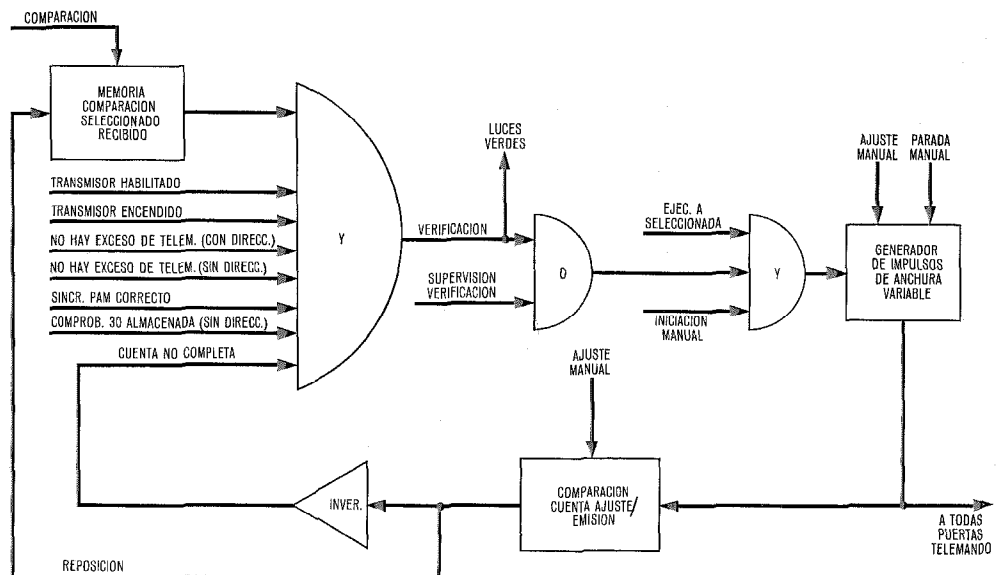 COMPARACION
MEMORIA
COMPARACION
SELECCIONADO
RECIBIDO
TRANSMISOR HABILITADO
TRANSMISOR ENCENDIDO
NO HAY EXCESO DE TELEM. (CON DIRECC.)
NO HAY EXCESO DE TELEM. (SIN DIRECC.)
SINCR. PAM CORRECTO
COMPROB. 30 ALMACENADA (SIN DIRECC.)
CUENTA NO COMPLETA
Y
LUCES
VERDES
VERIFICACION
SUPERVISION
VERIFICACION
O
EJEC. A
SELECCIONADA
INICIACION
MANUAL
Y
AJUSTE
MANUAL
PARADA
MANUAL
GENERADOR
DE IMPULSOS
DE ANCHURA
VARIABLE
AJUSTE
MANUAL
COMPARACION
CUENTA AJUSTE/
EMISION
INVER.
A TODAS
PUERTAS
TELEMANDO
REPOSICION